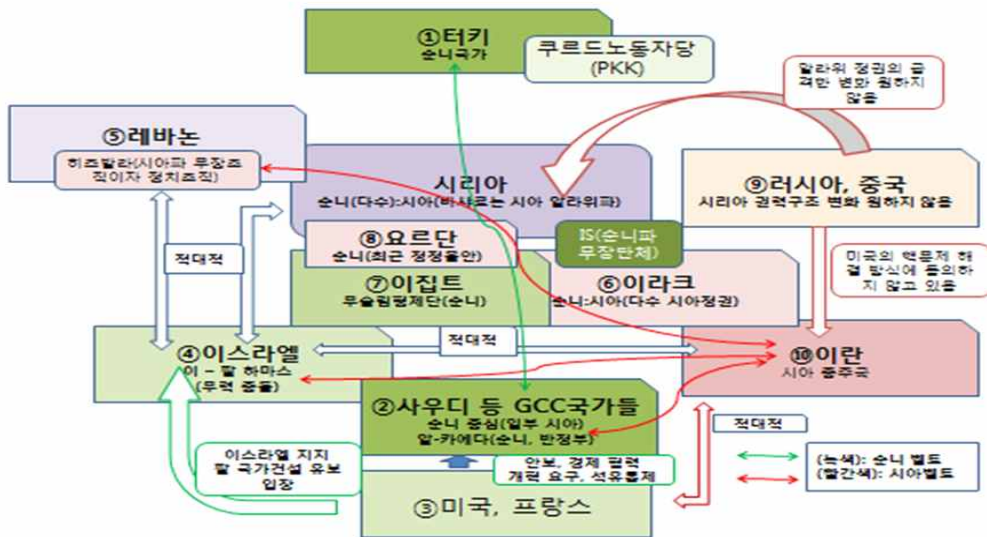 ①터키
순니국가
쿠르드노동자당
(PKK)
알라위 정권의 급
격한 변화 원하지
않음
⑤레바논
히즈발라(시아파 무장조
직이자 정치조직)
시리아
순니(다수):시아(바샤르는 시아 알라위파)
⑨러시아, 중국
시리아 권력구조 변화 원하지 않음
⑧요르단
순니(최근 정정불안)
IS(순니파
무장단체)
적대적
⑦이집트
무슬림형제단(순니)
⑥이라크
순니:시아(다수 시아정권)
미국의 핵문제 해
결 방식에 동의하
지 않고 있음
④이스라엘
이 – 팔 하마스
(무력 충돌)
적대적
⑩이란
시아 종주국
②사우디 등 GCC국가들
순니 중심(일부 시아)
알-카에다(순니, 반정부)
적대적
이스라엘 지지
팔 국가건설 유보
입장
안보, 경제 협력
개혁 요구, 석유통제
(녹색): 순니 벨트
(빨간색): 시아벨트
③미국, 프랑스